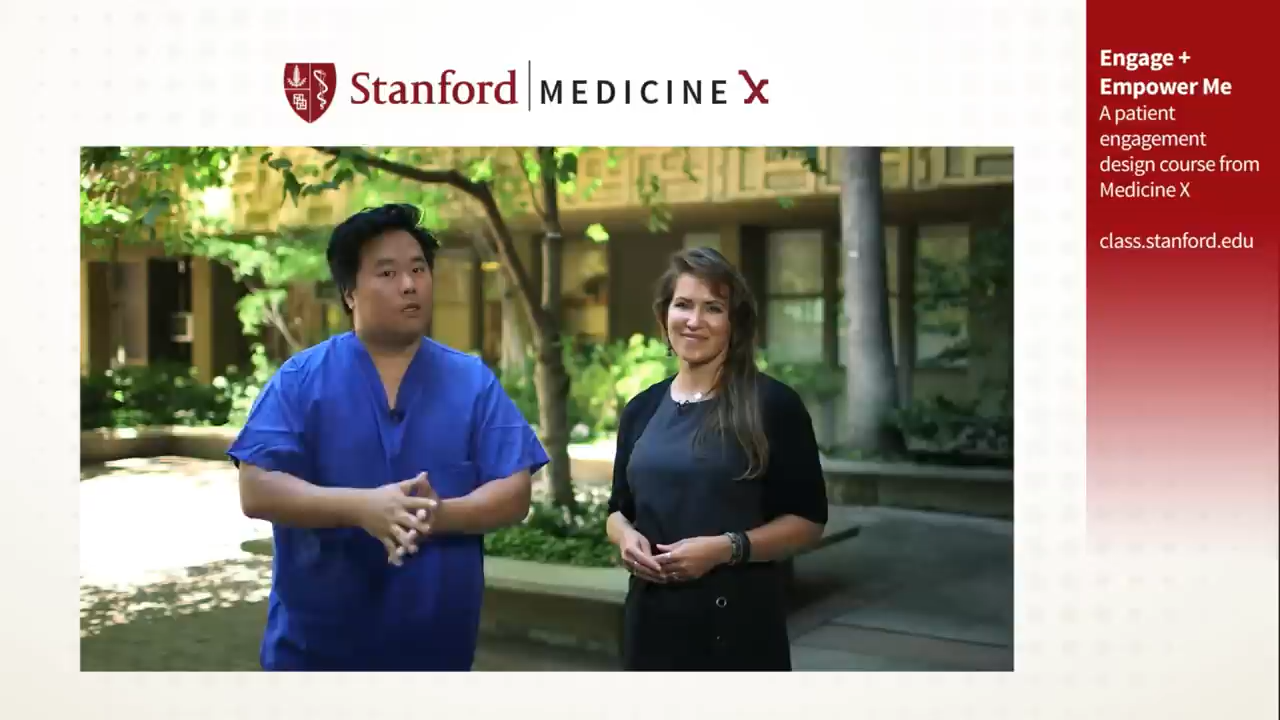 Stanford MEDICINE X
Engage +
Empower Me
A patient
engagement
design course from
Medicine X
class.stanford.edu